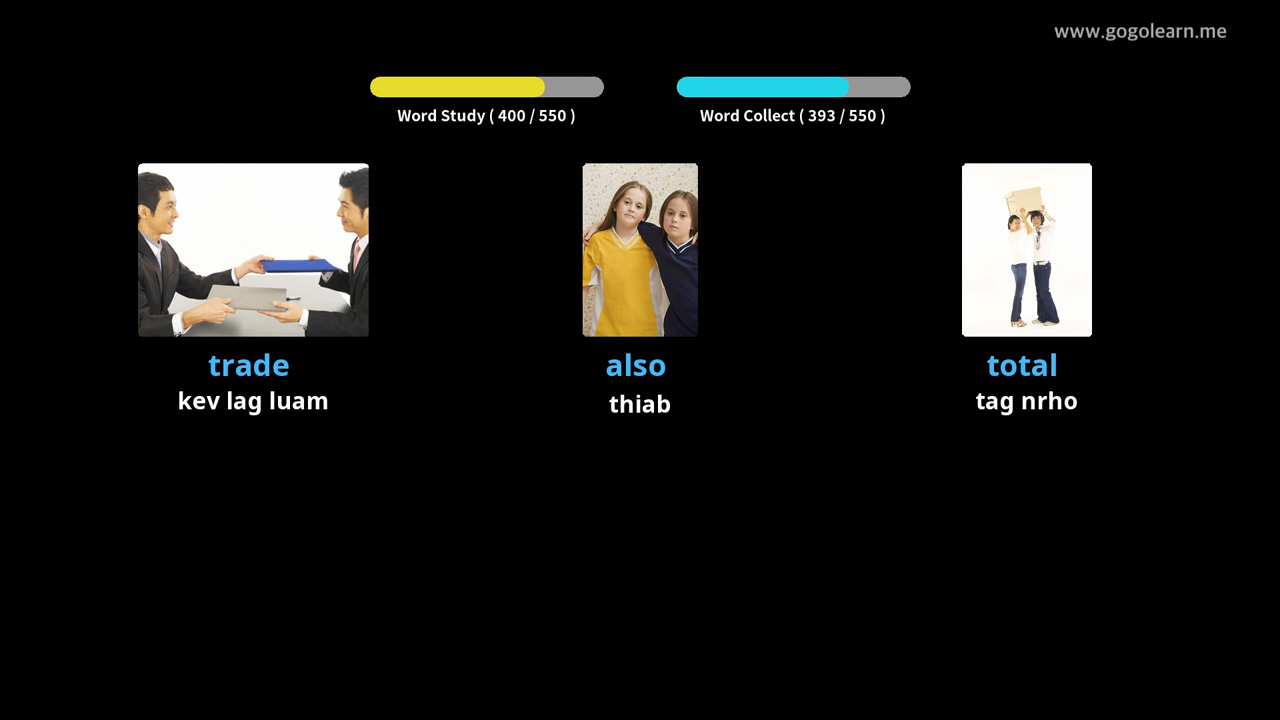 www.gogolearn.me
Word Study ( 400 / 550 )
Word Collect ( 393 / 550 )
trade
kev lag luam
also
thiab
total
tag nrho